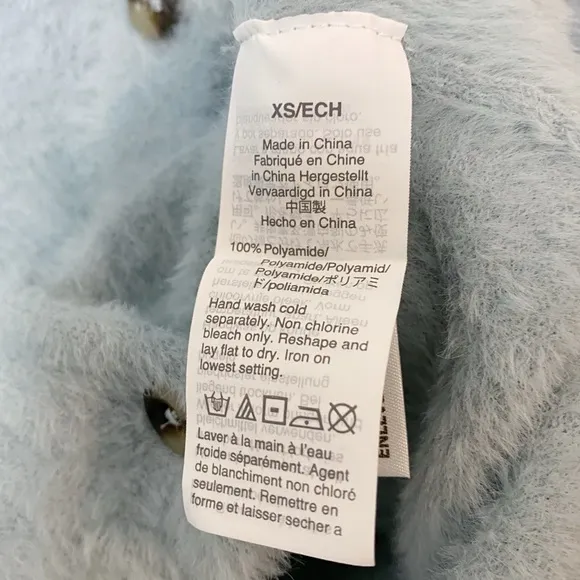 XS/ECH
Made in China
Fabriqué en Chine
in China Hergestellt
Vervaardigd in China
中国製
Hecho en China
100% Polyamide/
Polyamide/Polyamid/
Polyamide/ポリアミ
ド/poliamida
Hand wash cold
separately. Non chlorine
bleach only. Reshape and
lay flat to dry. Iron on
lowest setting.
Laver à la main à l'eau
froide séparément. Agent
de blanchiment non chloré
seulement. Remettre en
forme et laisser secher a